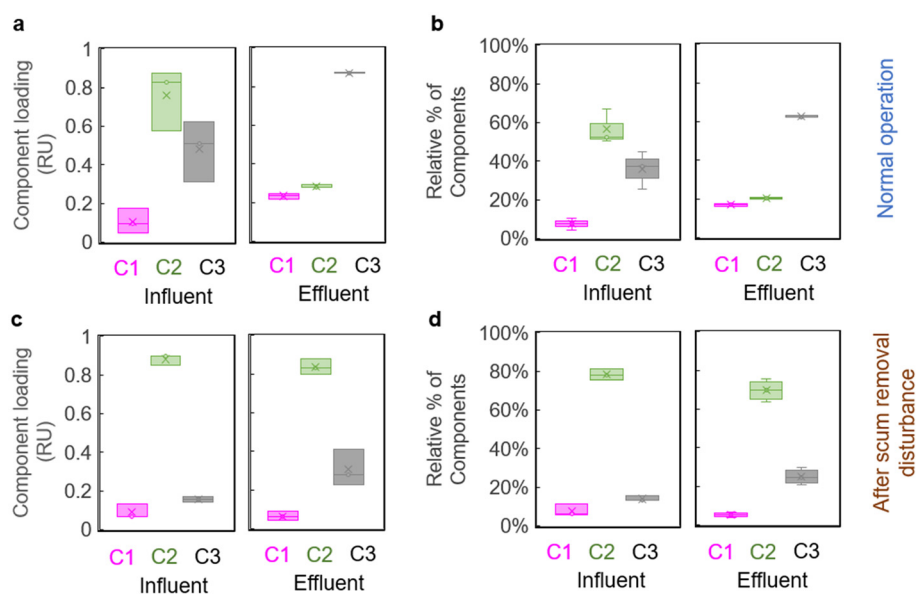 a
Component loading
(RU)
1
0.8
0.6
0.4
0.2
0
C1 C2 C3
Influent
C1 C2 C3
Effluent
b
Relative % of
Components
100%
80%
60%
40%
20%
0%
C1 C2 C3
Influent
C1 C2 C3
Effluent
Normal operation
c
Component loading
(RU)
1
0.8
0.6
0.4
0.2
0
C1 C2 C3
Influent
C1 C2 C3
Effluent
d
Relative % of
Components
100%
80%
60%
40%
20%
0%
C1 C2 C3
Influent
C1 C2 C3
Effluent
After scum removal
disturbance